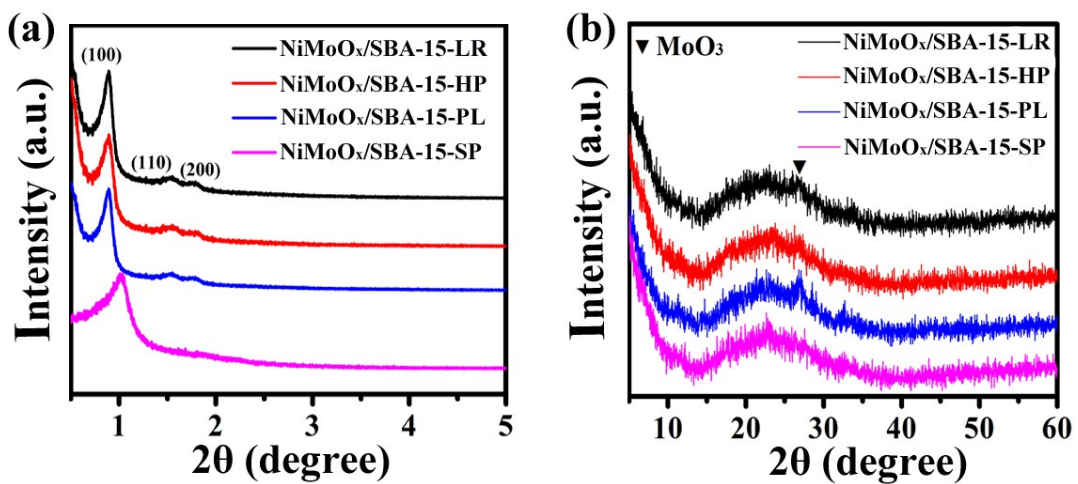 (a)
(100)
(110)
(200)
NiMoOₓ/SBA-15-LR
NiMoOₓ/SBA-15-HP
NiMoOₓ/SBA-15-PL
NiMoOₓ/SBA-15-SP
Intensity (a.u.)
1 2 3 4 5
2θ (degree)
(b)
▼ MoO₃
NiMoOₓ/SBA-15-LR
NiMoOₓ/SBA-15-HP
NiMoOₓ/SBA-15-PL
NiMoOₓ/SBA-15-SP
Intensity (a.u.)
10 20 30 40 50 60
2θ (degree)